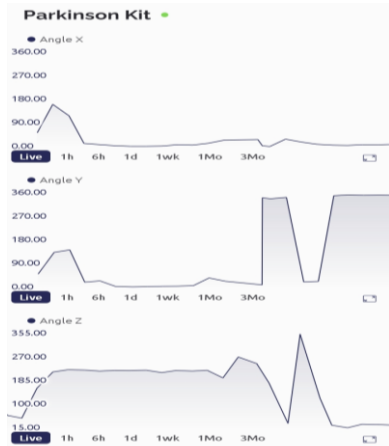 Parkinson Kit
Angle X
360.00
270.00
180.00
90.00
0.00
Live 1h 6h 1d 1wk 1Mo 3Mo
Angle Y
360.00
270.00
180.00
90.00
0.00
Live 1h 6h 1d 1wk 1Mo 3Mo
Angle Z
355.00
270.00
185.00
100.00
15.00
Live 1h 6h 1d 1wk 1Mo 3Mo